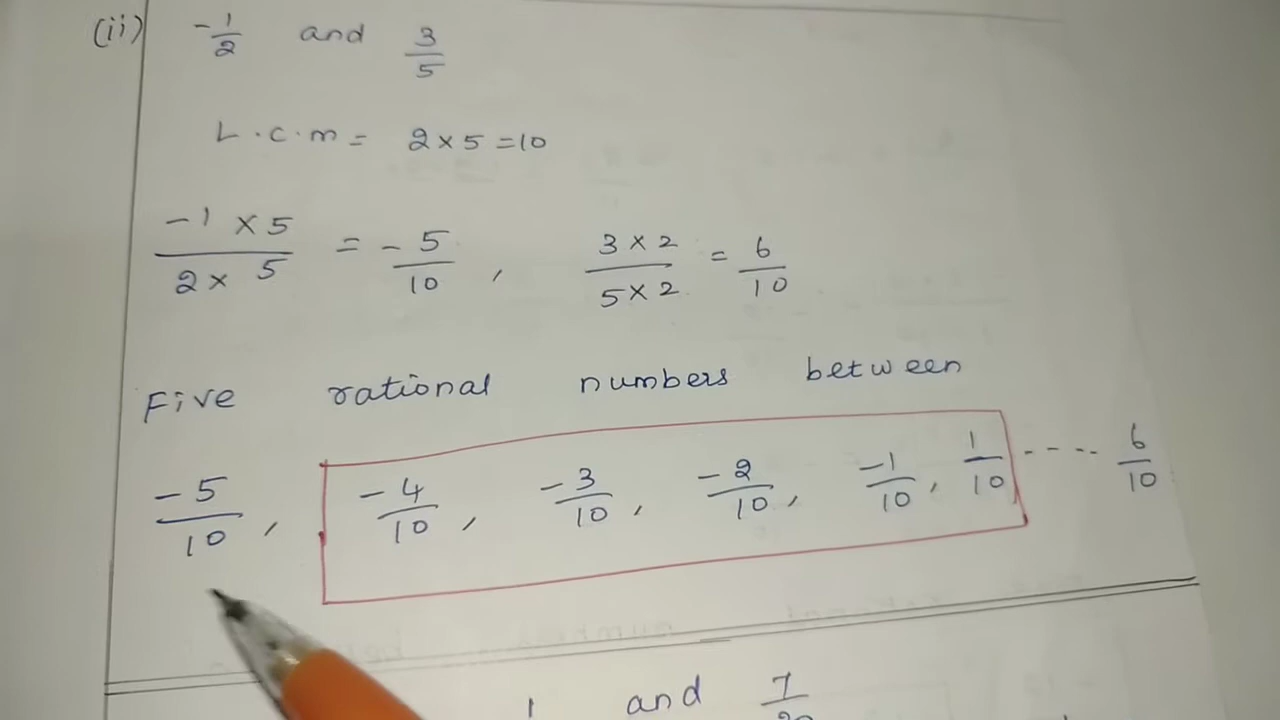 (ii) -1/2 and 3/5
L.c.m = 2×5=10
-1×5/2×5 = -5/10, 3×2/5×2 = 6/10
Five rational numbers between
-5/10, -4/10, -3/10, -2/10, -1/10, 1/10 ---- 6/10
1 and 7